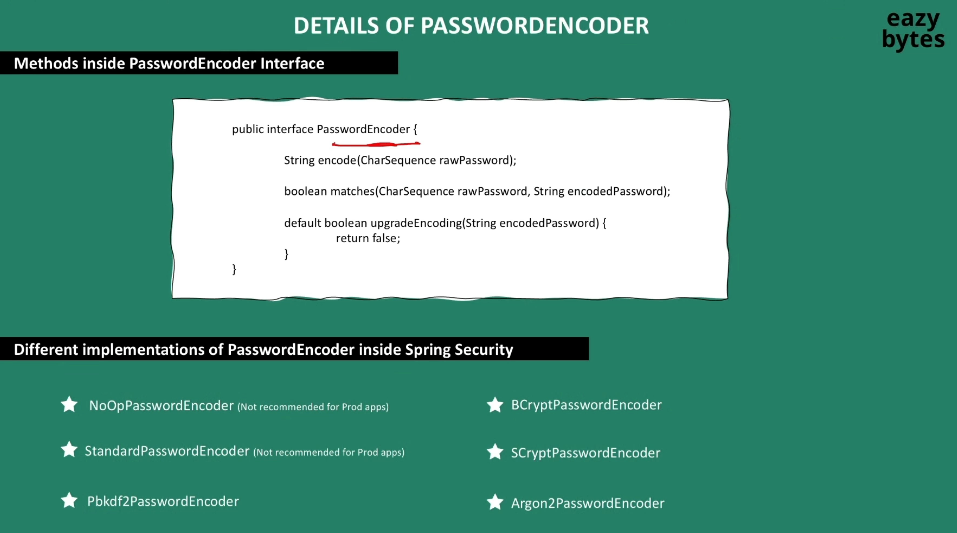 DETAILS OF PASSWORDENCODER
eazy
bytes
Methods inside PasswordEncoder Interface
public interface PasswordEncoder {
String encode(CharSequence rawPassword);
boolean matches(CharSequence rawPassword, String encodedPassword);
default boolean upgradeEncoding(String encodedPassword) {
return false;
}
}
Different implementations of PasswordEncoder inside Spring Security
NoOpPasswordEncoder (Not recommended for Prod apps)
BCryptPasswordEncoder
StandardPasswordEncoder (Not recommended for Prod apps)
SCryptPasswordEncoder
Pbkdf2PasswordEncoder
Argon2PasswordEncoder